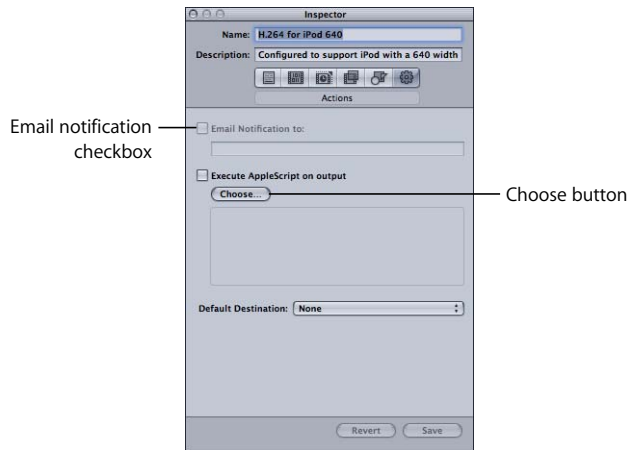 Inspector
Name: H.264 for iPod 640
Description: Configured to support iPod with a 640 width
Actions
Email notification
checkbox
Email Notification to:
Execute AppleScript on output
Choose...
Choose button
Default Destination: None
Revert Save